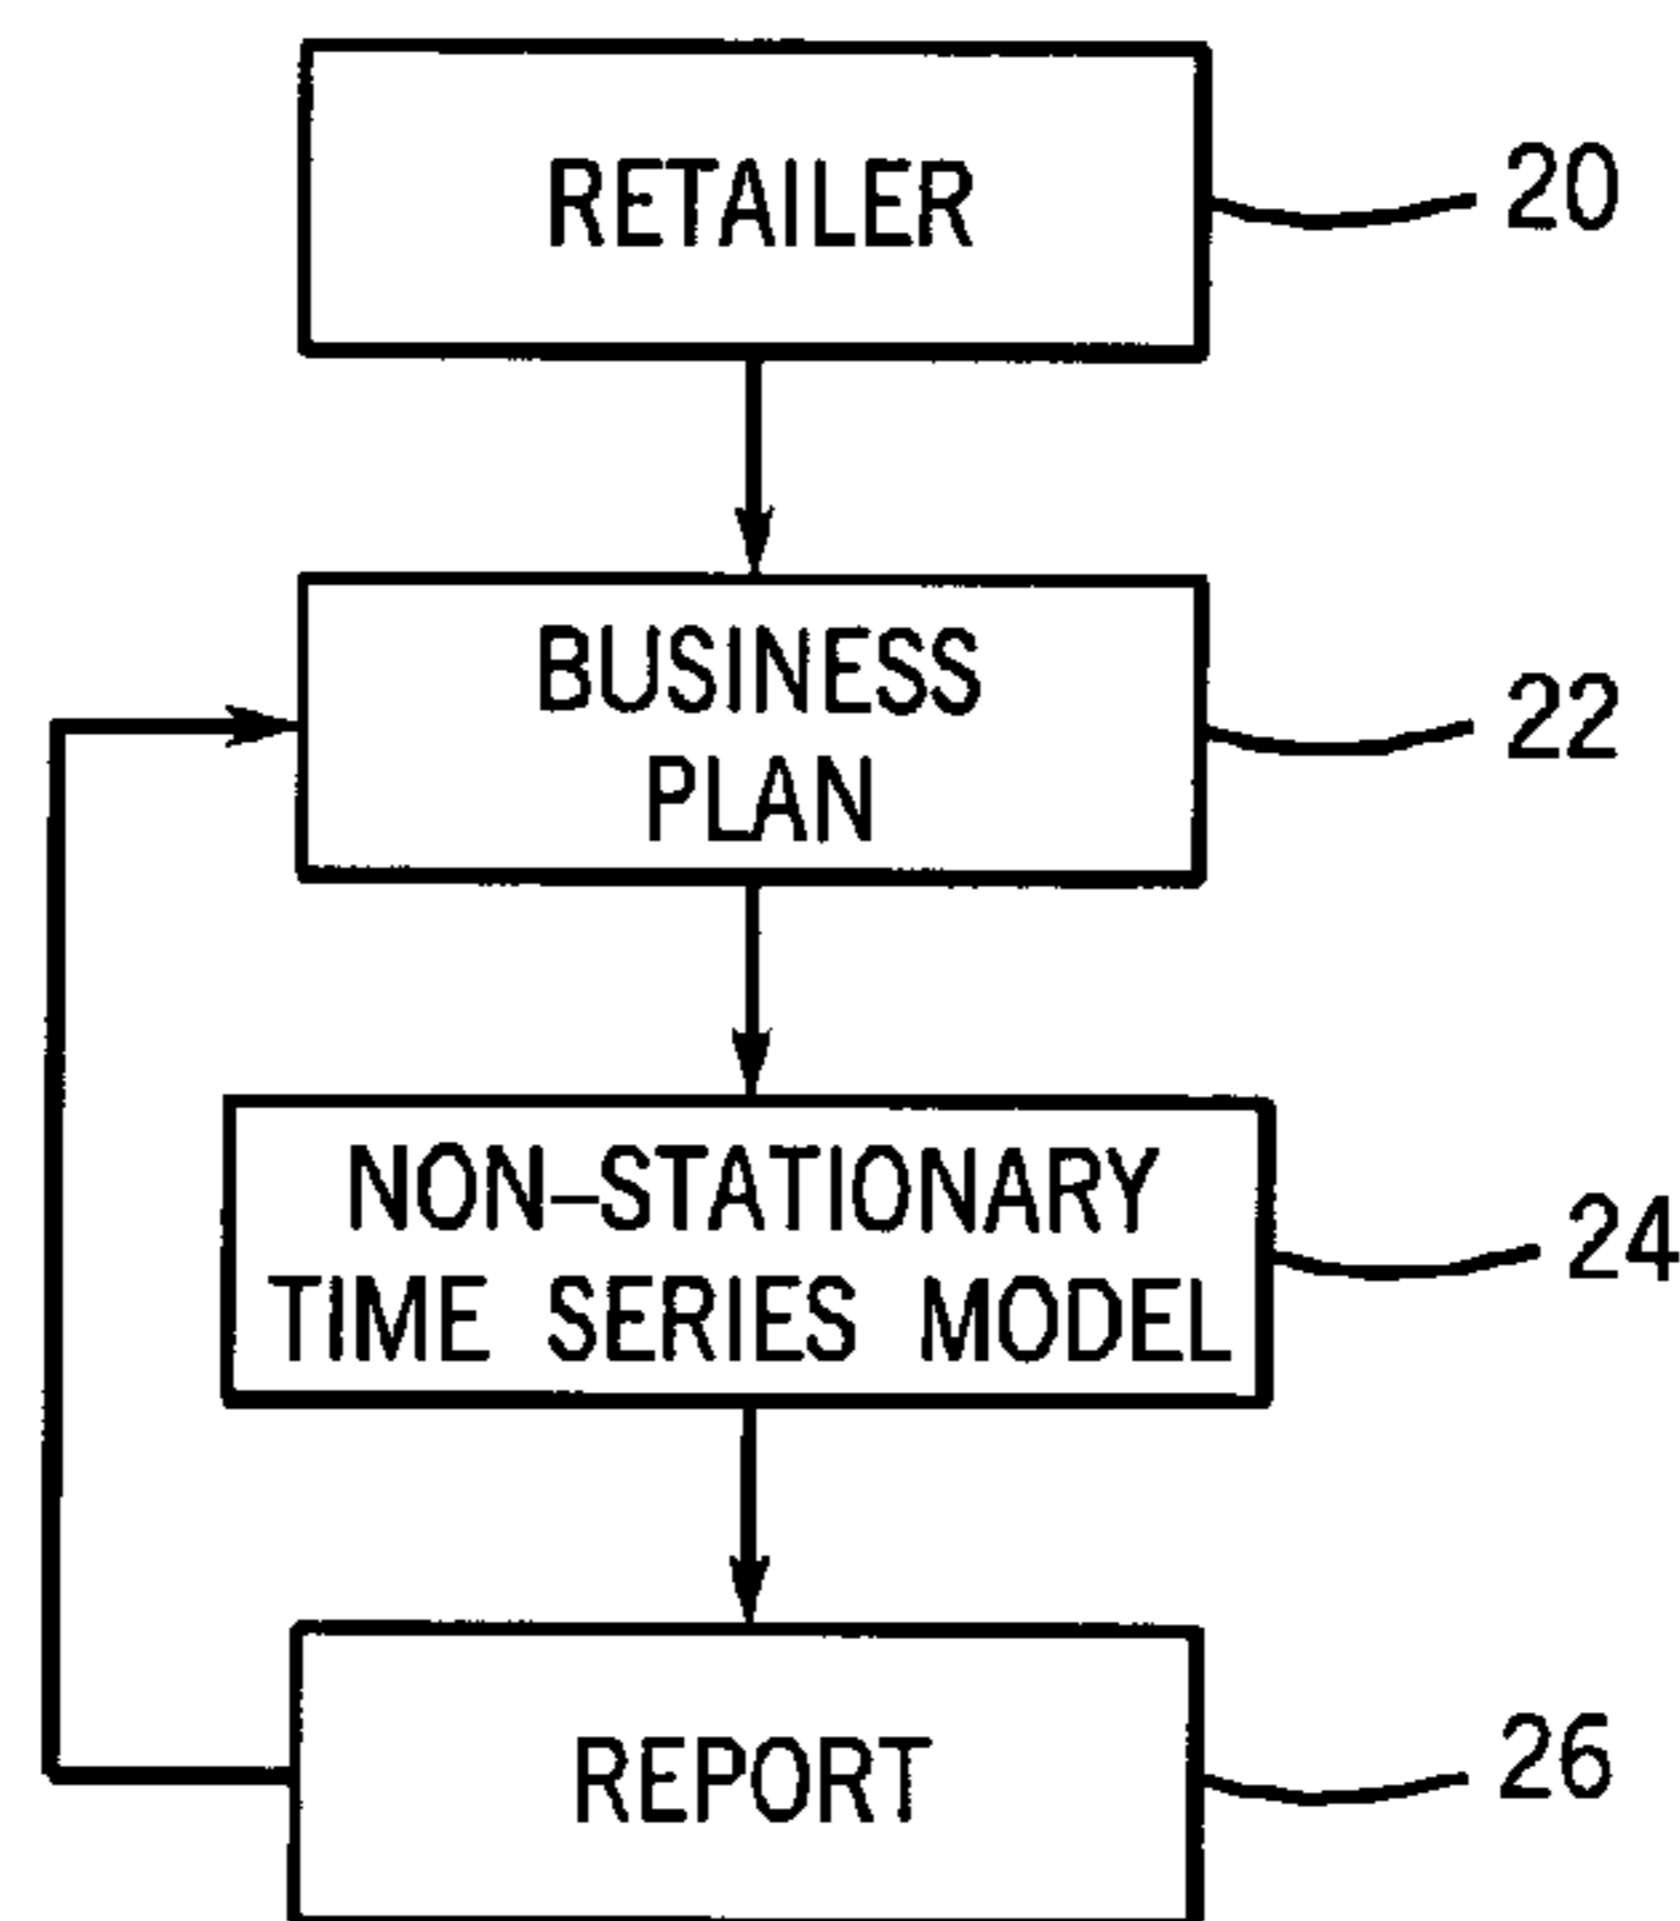 RETAILER
20
BUSINESS
PLAN
22
NON-STATIONARY
TIME SERIES MODEL
24
REPORT
26